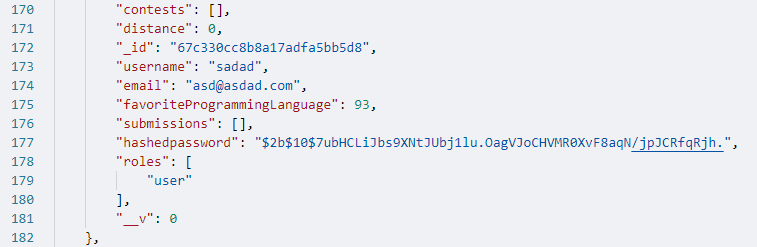 170 "contests": [],
171 "distance": 0,
172 "_id": "67c330cc8b8a17adfa5bb5d8",
173 "username": "sadad",
174 "email": "asd@asdad.com",
175 "favoriteProgrammingLanguage": 93,
176 "submissions": [],
177 "hashedpassword": "$2b$10$7ubHCLiJbs9XNtJUbj1lu.OagVJoCHVMR0XvF8aqN/jpJCRfqRjh.",
178 "roles": [
179 "user"
180 ],
181 "__v": 0
182 },